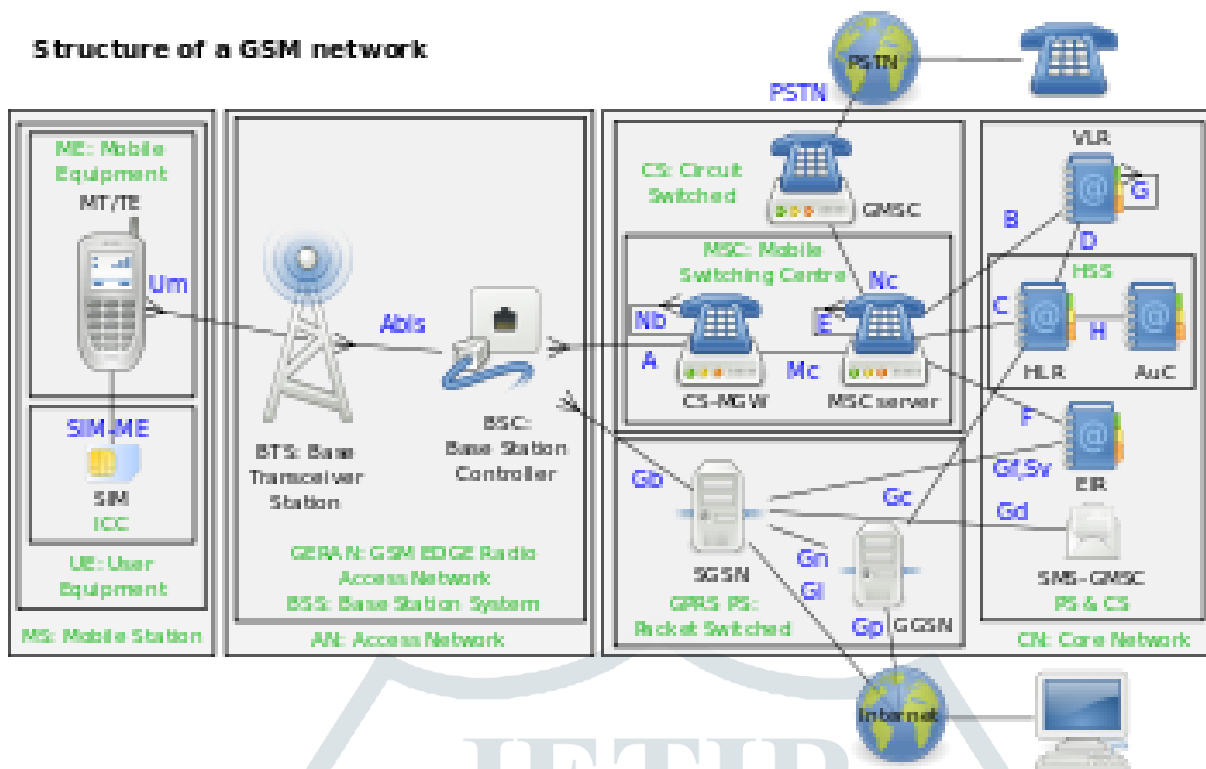 Structure of a GSM network
PSTN
PSTN
ME: Mobile
Equipment
MT/TE
Um
SIM-ME
SIM
ICC
UE: User
Equipment
MS: Mobile Station
Abis
BTS: Base
Transceiver
Station
BSC:
Base Station
Controller
GERAN: GSM EDGE Radio
Access Network
BSS: Base Station System
AN: Access Network
CS: Circuit
Switched
GMSC
MSC: Mobile
Switching Centre
Nc
Nb
E
A
Mc
CS-MGW
MSC server
Gb
SGSN
GPRS PS:
Packet Switched
Gn
Gi
Gp
GGSN
Gc
Gf,Sv
Gd
VLR
G
B
D
HSS
C
H
HLR
AuC
F
EIR
SMS-GMSC
PS & CS
CN: Core Network
Internet
JETIR